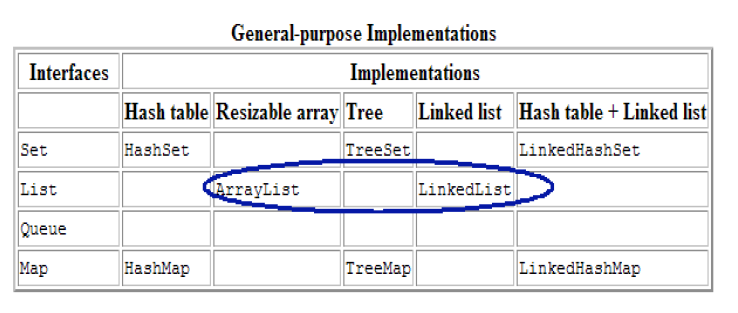 General-purpose Implementations
Interfaces Implementations
Hash table Resizable array Tree Linked list Hash table + Linked list
Set HashSet TreeSet LinkedHashSet
List ArrayList LinkedList
Queue
Map HashMap TreeMap LinkedHashMap